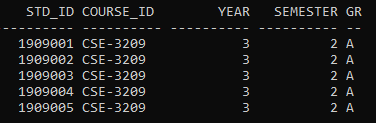 STD_ID COURSE_ID YEAR SEMESTER GR
---------- ---------- ---------- ---------- --
1909001 CSE-3209 3 2 A
1909002 CSE-3209 3 2 A
1909003 CSE-3209 3 2 A
1909004 CSE-3209 3 2 A
1909005 CSE-3209 3 2 A